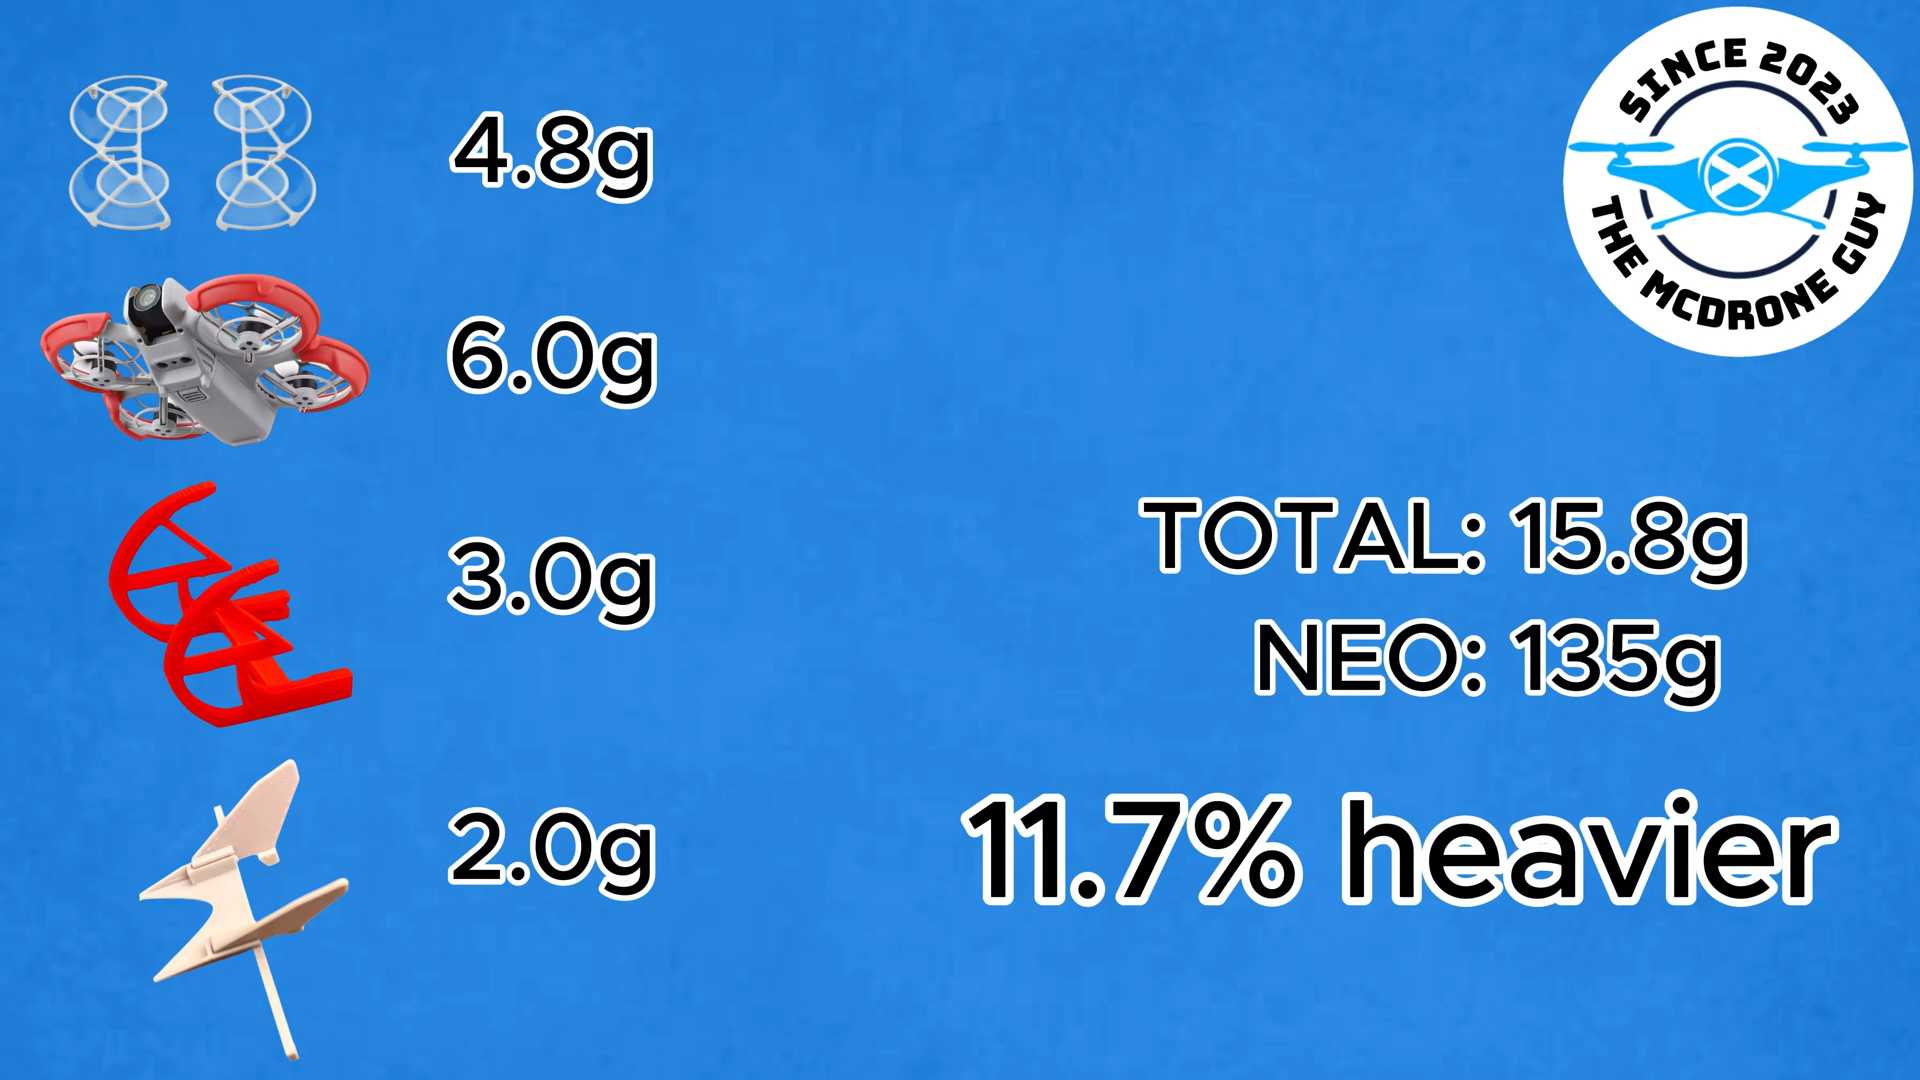 4.8g
6.0g
3.0g
2.0g
SINCE 2023
THE MCDRONE GUY
TOTAL: 15.8g
NEO: 135g
11.7% heavier